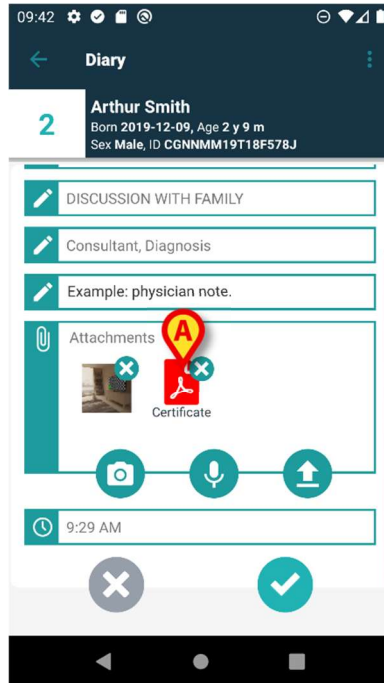 09:42
Diary
2
Arthur Smith
Born 2019-12-09, Age 2 y 9 m
Sex Male, ID CGNNMM19T18F578J
DISCUSSION WITH FAMILY
Consultant, Diagnosis
Example: physician note.
Attachments
A
Certificate
9:29 AM